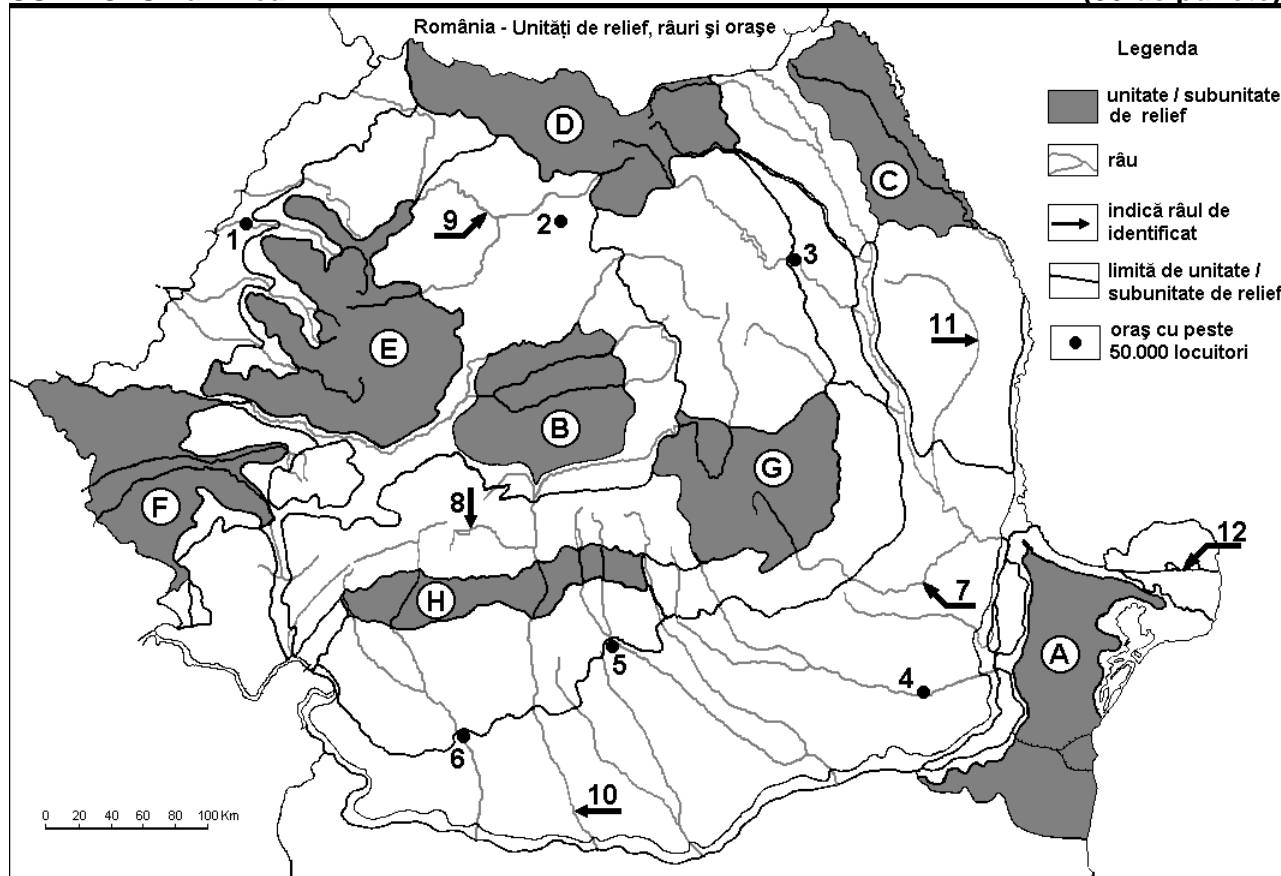 România - Unităţi de relief, râuri şi oraşe
Legenda
unitate / subunitate
de relief
râu
indică râul de
identificat
limită de unitate /
subunitate de relief
oraş cu peste
50.000 locuitori
D
C
1
9
2
3
E
11
B
G
F
8
12
7
H
A
5
4
6
10
0 20 40 60 80 100 Km